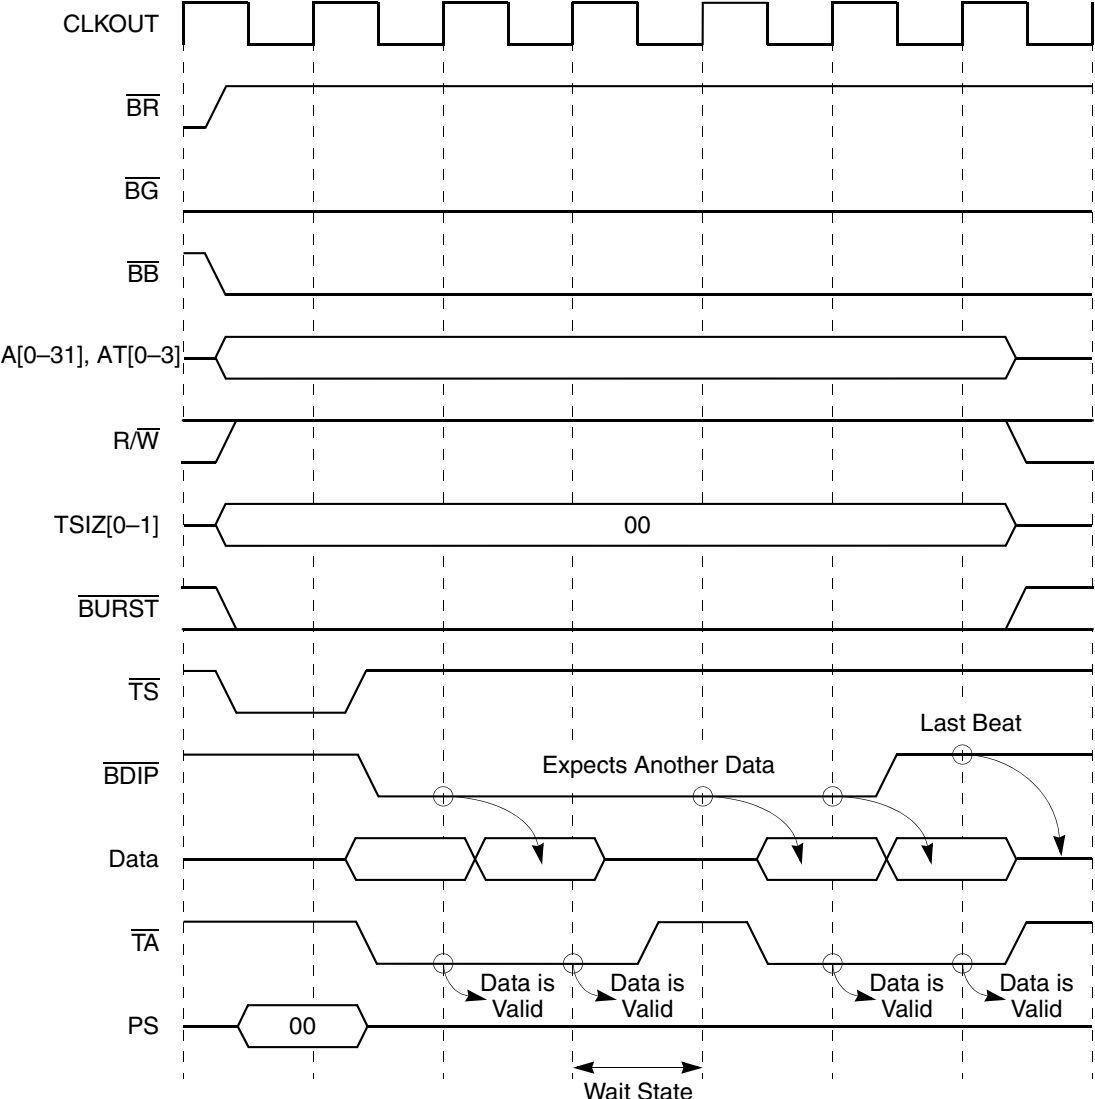 CLKOUT
BR
BG
BB
A[0–31], AT[0–3]
R/W
TSIZ[0–1]
00
BURST
TS
Last Beat
BDIP
Expects Another Data
Data
TA
Data is
Valid
Data is
Valid
Data is
Valid
Data is
Valid
PS
00
Wait State